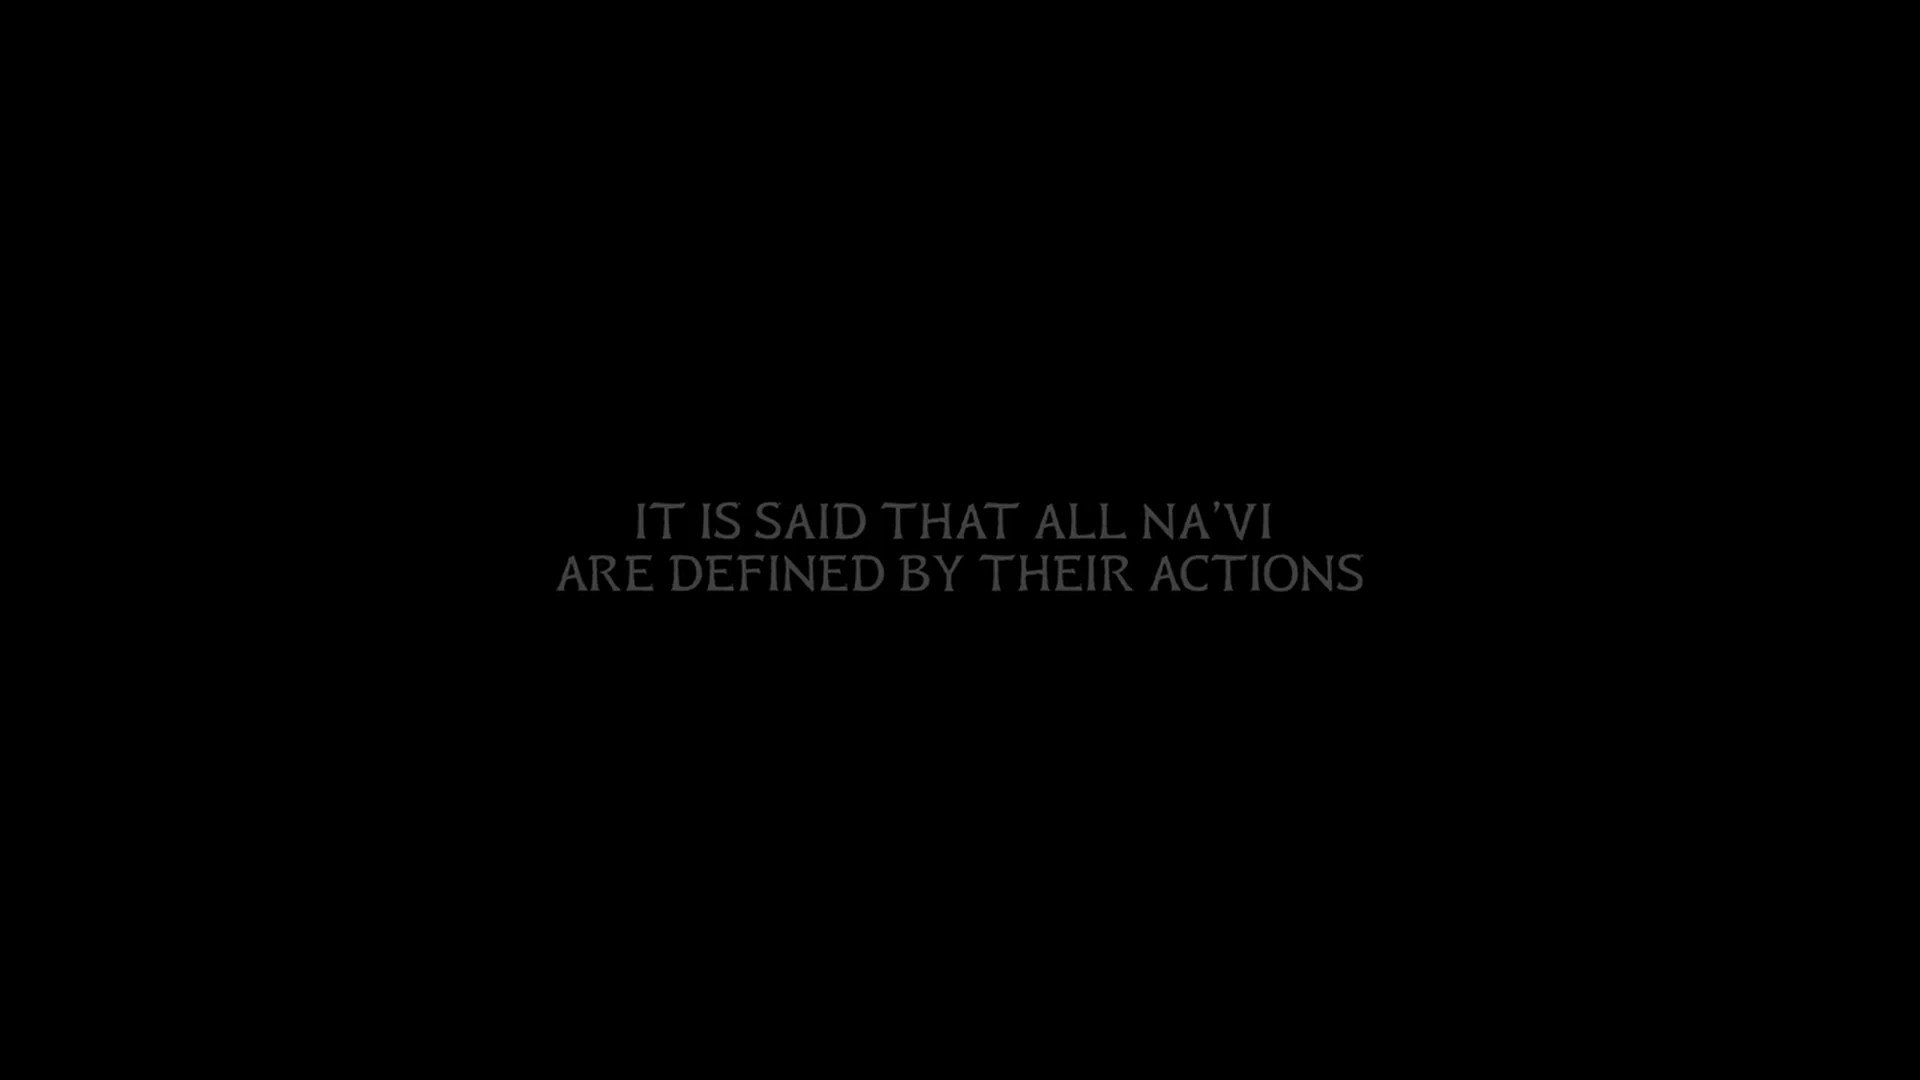 IT IS SAID THAT ALL NA’VI
ARE DEFINED BY THEIR ACTIONS